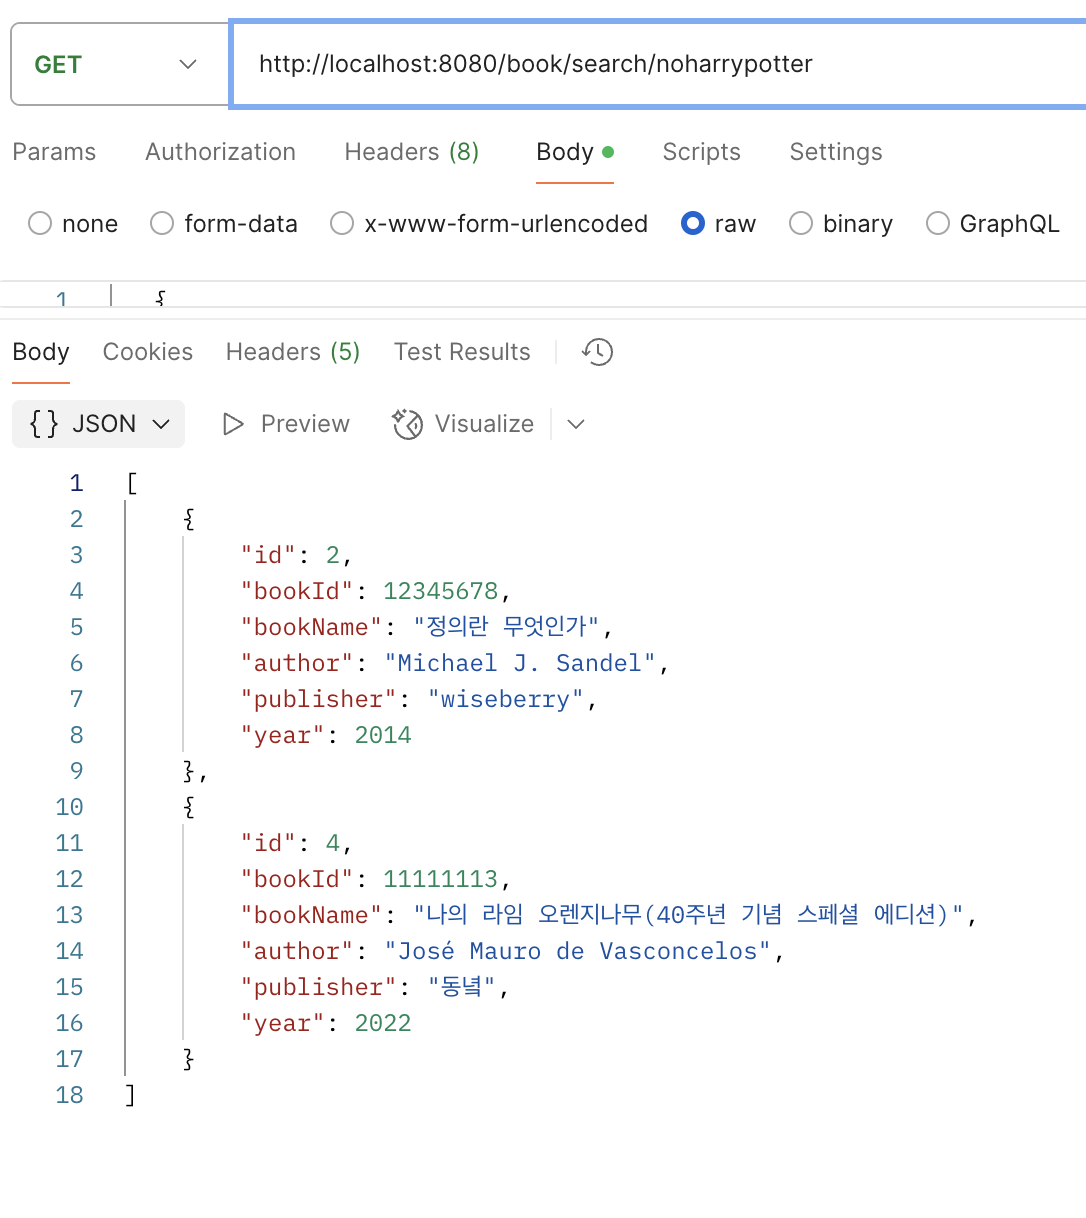 GET http://localhost:8080/book/search/noharrypotter
Params Authorization Headers (8) Body Scripts Settings
none form-data x-www-form-urlencoded raw binary GraphQL
1 {
Body Cookies Headers (5) Test Results
{} JSON Preview Visualize
1 [
2 {
3 "id": 2,
4 "bookId": 12345678,
5 "bookName": "정의란 무엇인가",
6 "author": "Michael J. Sandel",
7 "publisher": "wiseberry",
8 "year": 2014
9 },
10 {
11 "id": 4,
12 "bookId": 11111113,
13 "bookName": "나의 라임 오렌지나무(40주년 기념 스페셜 에디션)",
14 "author": "José Mauro de Vasconcelos",
15 "publisher": "동녘",
16 "year": 2022
17 }
18 ]